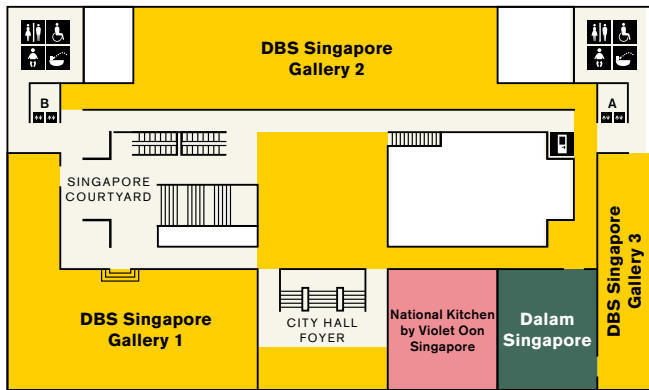 DBS Singapore
Gallery 2
B
A
SINGAPORE
COURTYARD
DBS Singapore
Gallery 1
CITY HALL
FOYER
National Kitchen
by Violet Oon
Singapore
Dalam
Singapore
DBS Singapore
Gallery 3